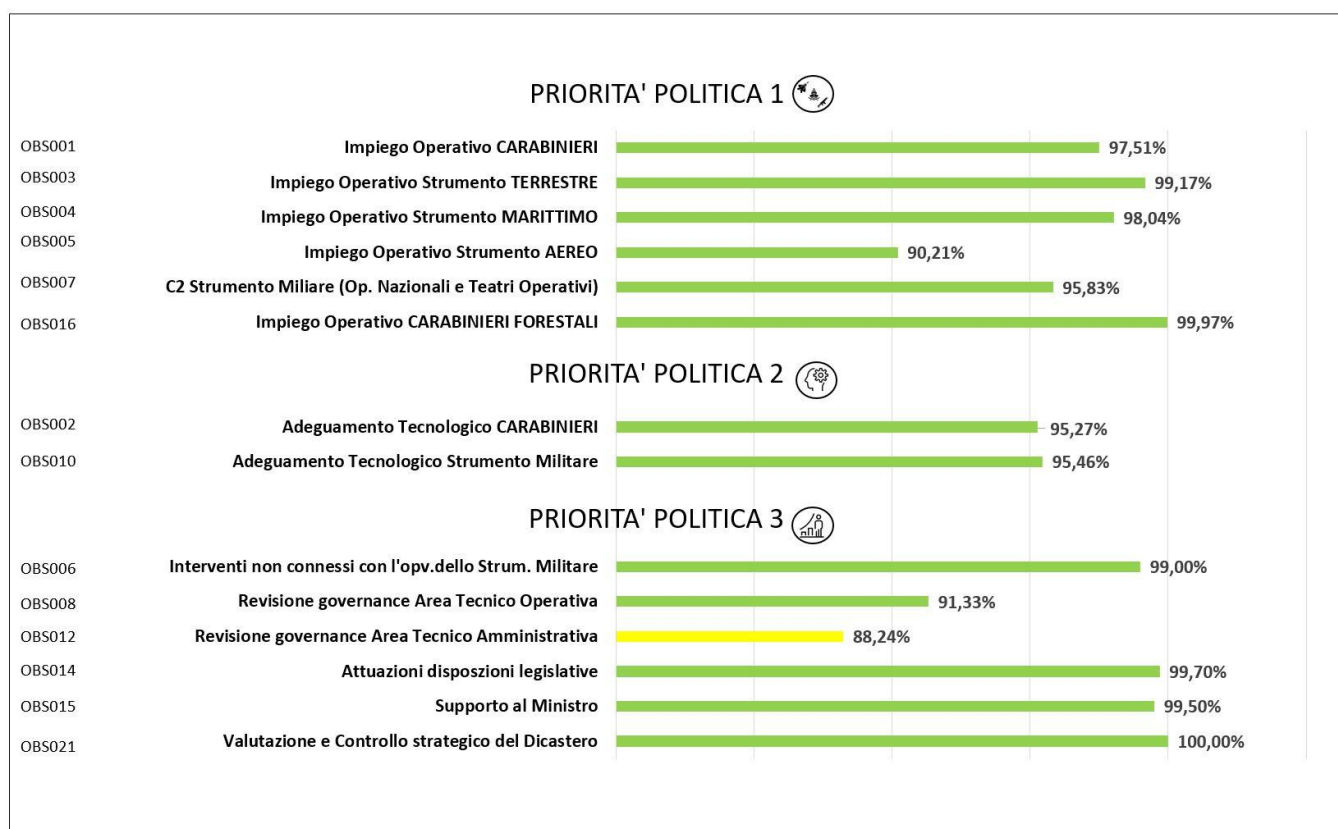 PRIORITA' POLITICA 1
OBS001 Impiego Operativo CARABINIERI 97,51%
OBS003 Impiego Operativo Strumento TERRESTRE 99,17%
OBS004 Impiego Operativo Strumento MARITTIMO 98,04%
OBS005 Impiego Operativo Strumento AEREO 90,21%
OBS007 C2 Strumento Miliare (Op. Nazionali e Teatri Operativi) 95,83%
OBS016 Impiego Operativo CARABINIERI FORESTALI 99,97%
PRIORITA' POLITICA 2
OBS002 Adeguamento Tecnologico CARABINIERI 95,27%
OBS010 Adeguamento Tecnologico Strumento Militare 95,46%
PRIORITA' POLITICA 3
OBS006 Interventi non connessi con l'opv.dello Strum. Militare 99,00%
OBS008 Revisione governance Area Tecnico Operativa 91,33%
OBS012 Revisione governance Area Tecnico Amministrativa 88,24%
OBS014 Attuazioni disposzioni legislative 99,70%
OBS015 Supporto al Ministro 99,50%
OBS021 Valutazione e Controllo strategico del Dicastero 100,00%